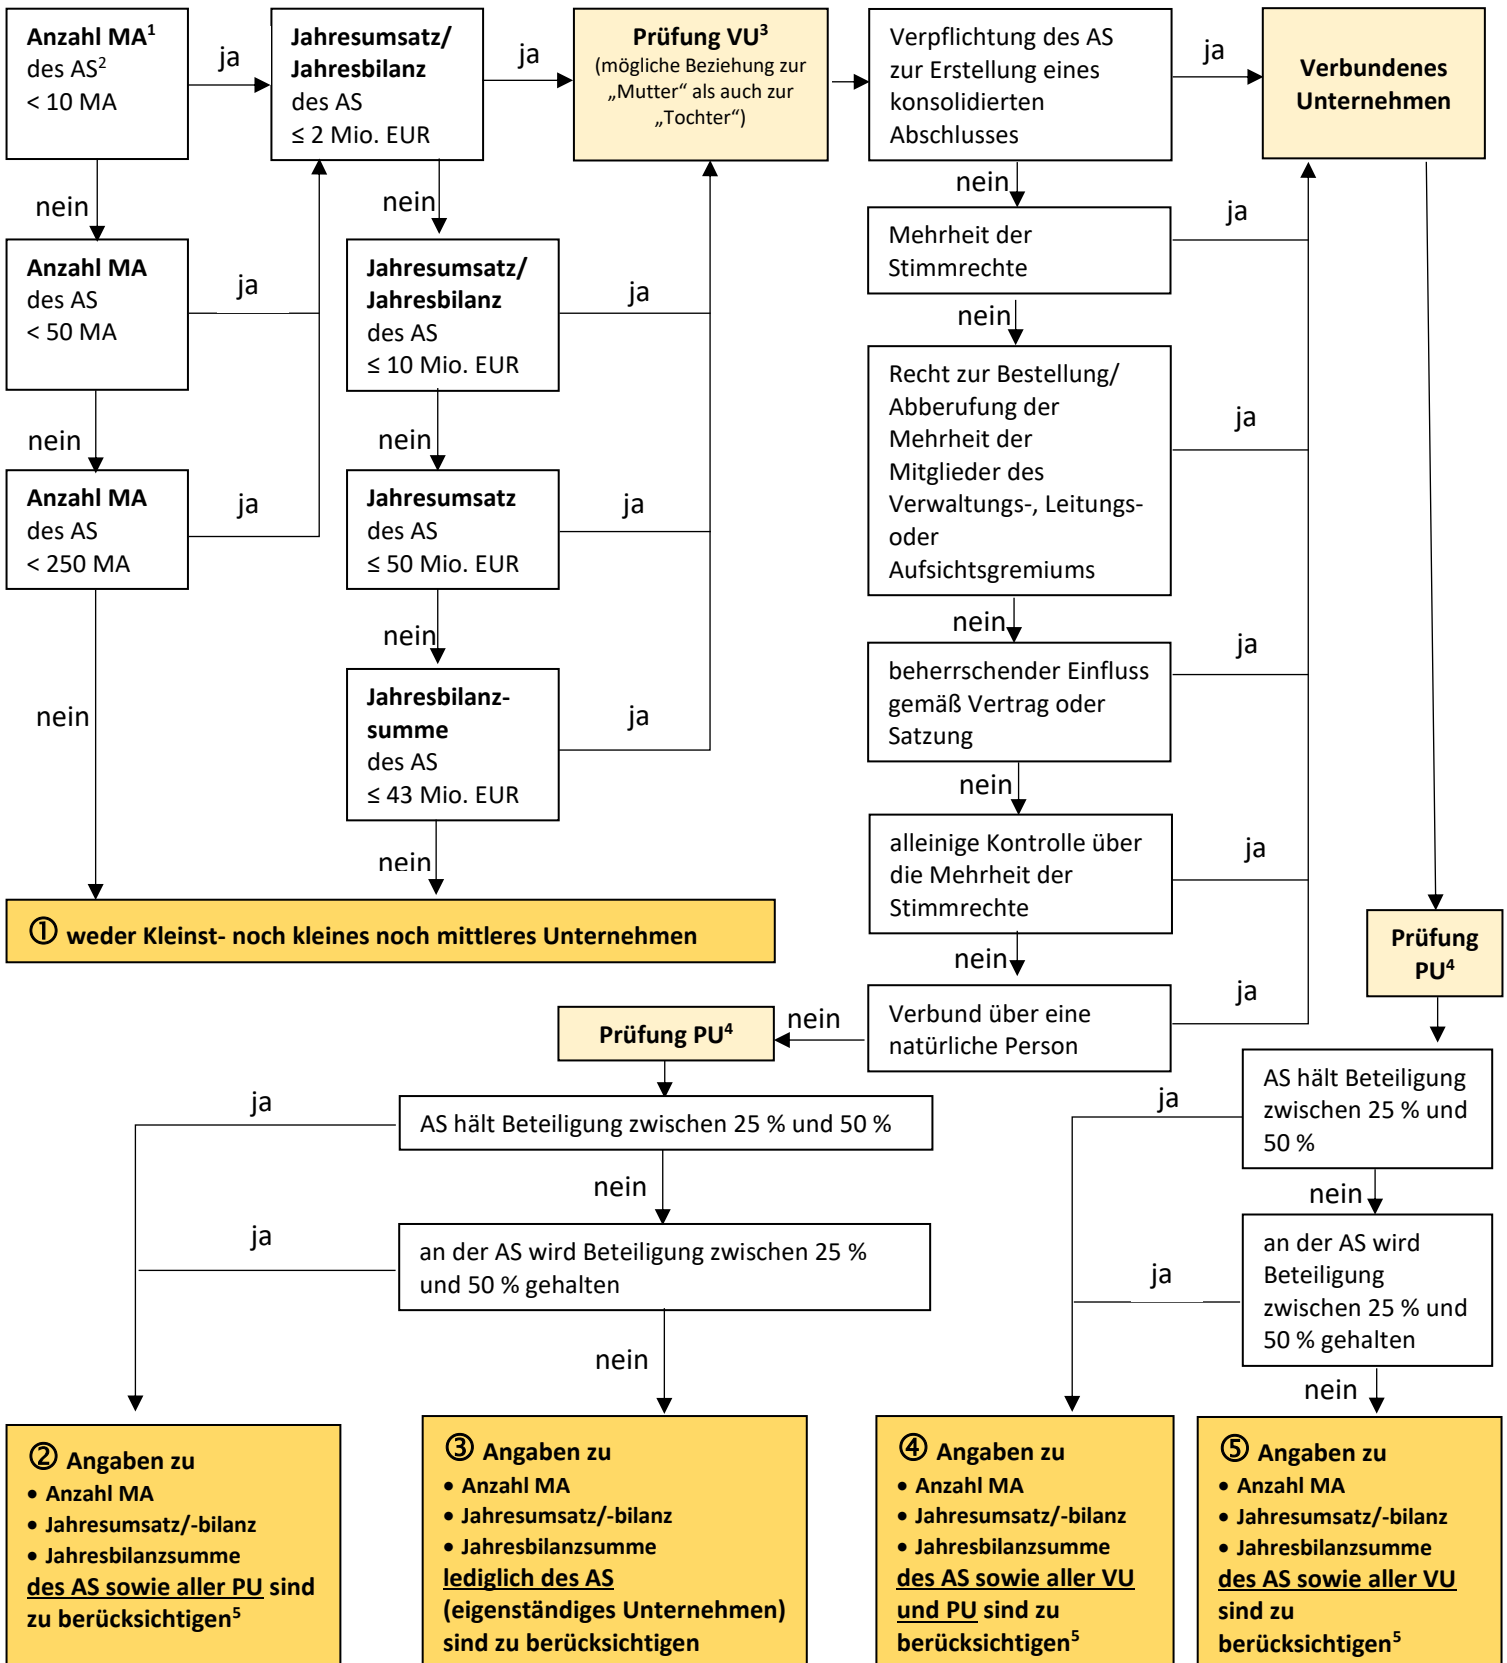 Anzahl MA¹
des AS²
< 10 MA
ja
Jahresumsatz/
Jahresbilanz
des AS
≤ 2 Mio. EUR
ja
Prüfung VU³
(mögliche Beziehung zur
„Mutter“ als auch zur
„Tochter“)
Verpflichtung des AS
zur Erstellung eines
konsolidierten
Abschlusses
ja
Verbundenes
Unternehmen
nein
nein
nein
Anzahl MA
des AS
< 50 MA
ja
Jahresumsatz/
Jahresbilanz
des AS
≤ 10 Mio. EUR
ja
Mehrheit der
Stimmrechte
ja
nein
nein
nein
Recht zur Bestellung/
Abberufung der
Mehrheit der
Mitglieder des
Verwaltungs-, Leitungs-
oder
Aufsichtsgremiums
ja
Anzahl MA
des AS
< 250 MA
ja
Jahresumsatz
des AS
≤ 50 Mio. EUR
ja
nein
nein
nein
Jahresbilanz-
summe
des AS
≤ 43 Mio. EUR
ja
beherrschender Einfluss
gemäß Vertrag oder
Satzung
ja
nein
nein
alleinige Kontrolle über
die Mehrheit der
Stimmrechte
ja
① weder Kleinst- noch kleines noch mittleres Unternehmen
nein
Prüfung
PU⁴
Verbund über eine
natürliche Person
ja
nein
Prüfung PU⁴
AS hält Beteiligung zwischen 25 % und 50 %
ja
nein
an der AS wird Beteiligung zwischen 25 %
und 50 % gehalten
ja
nein
AS hält Beteiligung
zwischen 25 % und
50 %
ja
nein
an der AS wird
Beteiligung
zwischen 25 % und
50 % gehalten
ja
nein
② Angaben zu
• Anzahl MA
• Jahresumsatz/-bilanz
• Jahresbilanzsumme
des AS sowie aller PU sind
zu berücksichtigen⁵
③ Angaben zu
• Anzahl MA
• Jahresumsatz/-bilanz
• Jahresbilanzsumme
lediglich des AS
(eigenständiges Unternehmen)
sind zu berücksichtigen
④ Angaben zu
• Anzahl MA
• Jahresumsatz/-bilanz
• Jahresbilanzsumme
des AS sowie aller VU
und PU sind zu
berücksichtigen⁵
⑤ Angaben zu
• Anzahl MA
• Jahresumsatz/-bilanz
• Jahresbilanzsumme
des AS sowie aller VU
sind zu
berücksichtigen⁵